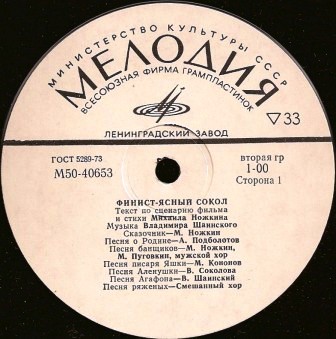 МИНИСТЕРСТВО КУЛЬТУРЫ СССР
МЕЛОДИЯ
ВСЕСОЮЗНАЯ ФИРМА ГРАМПЛАСТИНОК
▽33
ЛЕНИНГРАДСКИЙ ЗАВОД
ГОСТ 5289-73
М50-40653
вторая гр
1-00
Сторона 1
ФИНИСТ-ЯСНЫЙ СОКОЛ
Текст по сценарию фильма
и стихи Михаила Ножкина
Музыка Владимира Шаинского
Сказочник—М. Ножкин
Песня о Родине—А. Подболотов
Песня банщиков—М. Ножкин,
М. Пуговкин, мужской хор
Песня писаря Яшки—М. Кононов
Песня Аленушки—В. Соколова
Песня Агафона—В. Шаинский
Песня ряженых—Смешанный хор